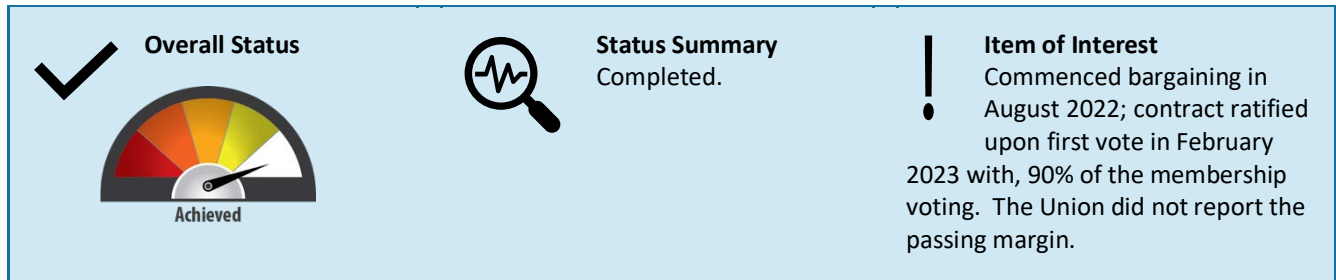 Overall Status
Achieved
Status Summary
Completed.
Item of Interest
Commenced bargaining in
August 2022; contract ratified
upon first vote in February
2023 with, 90% of the membership
voting.  The Union did not report the
passing margin.